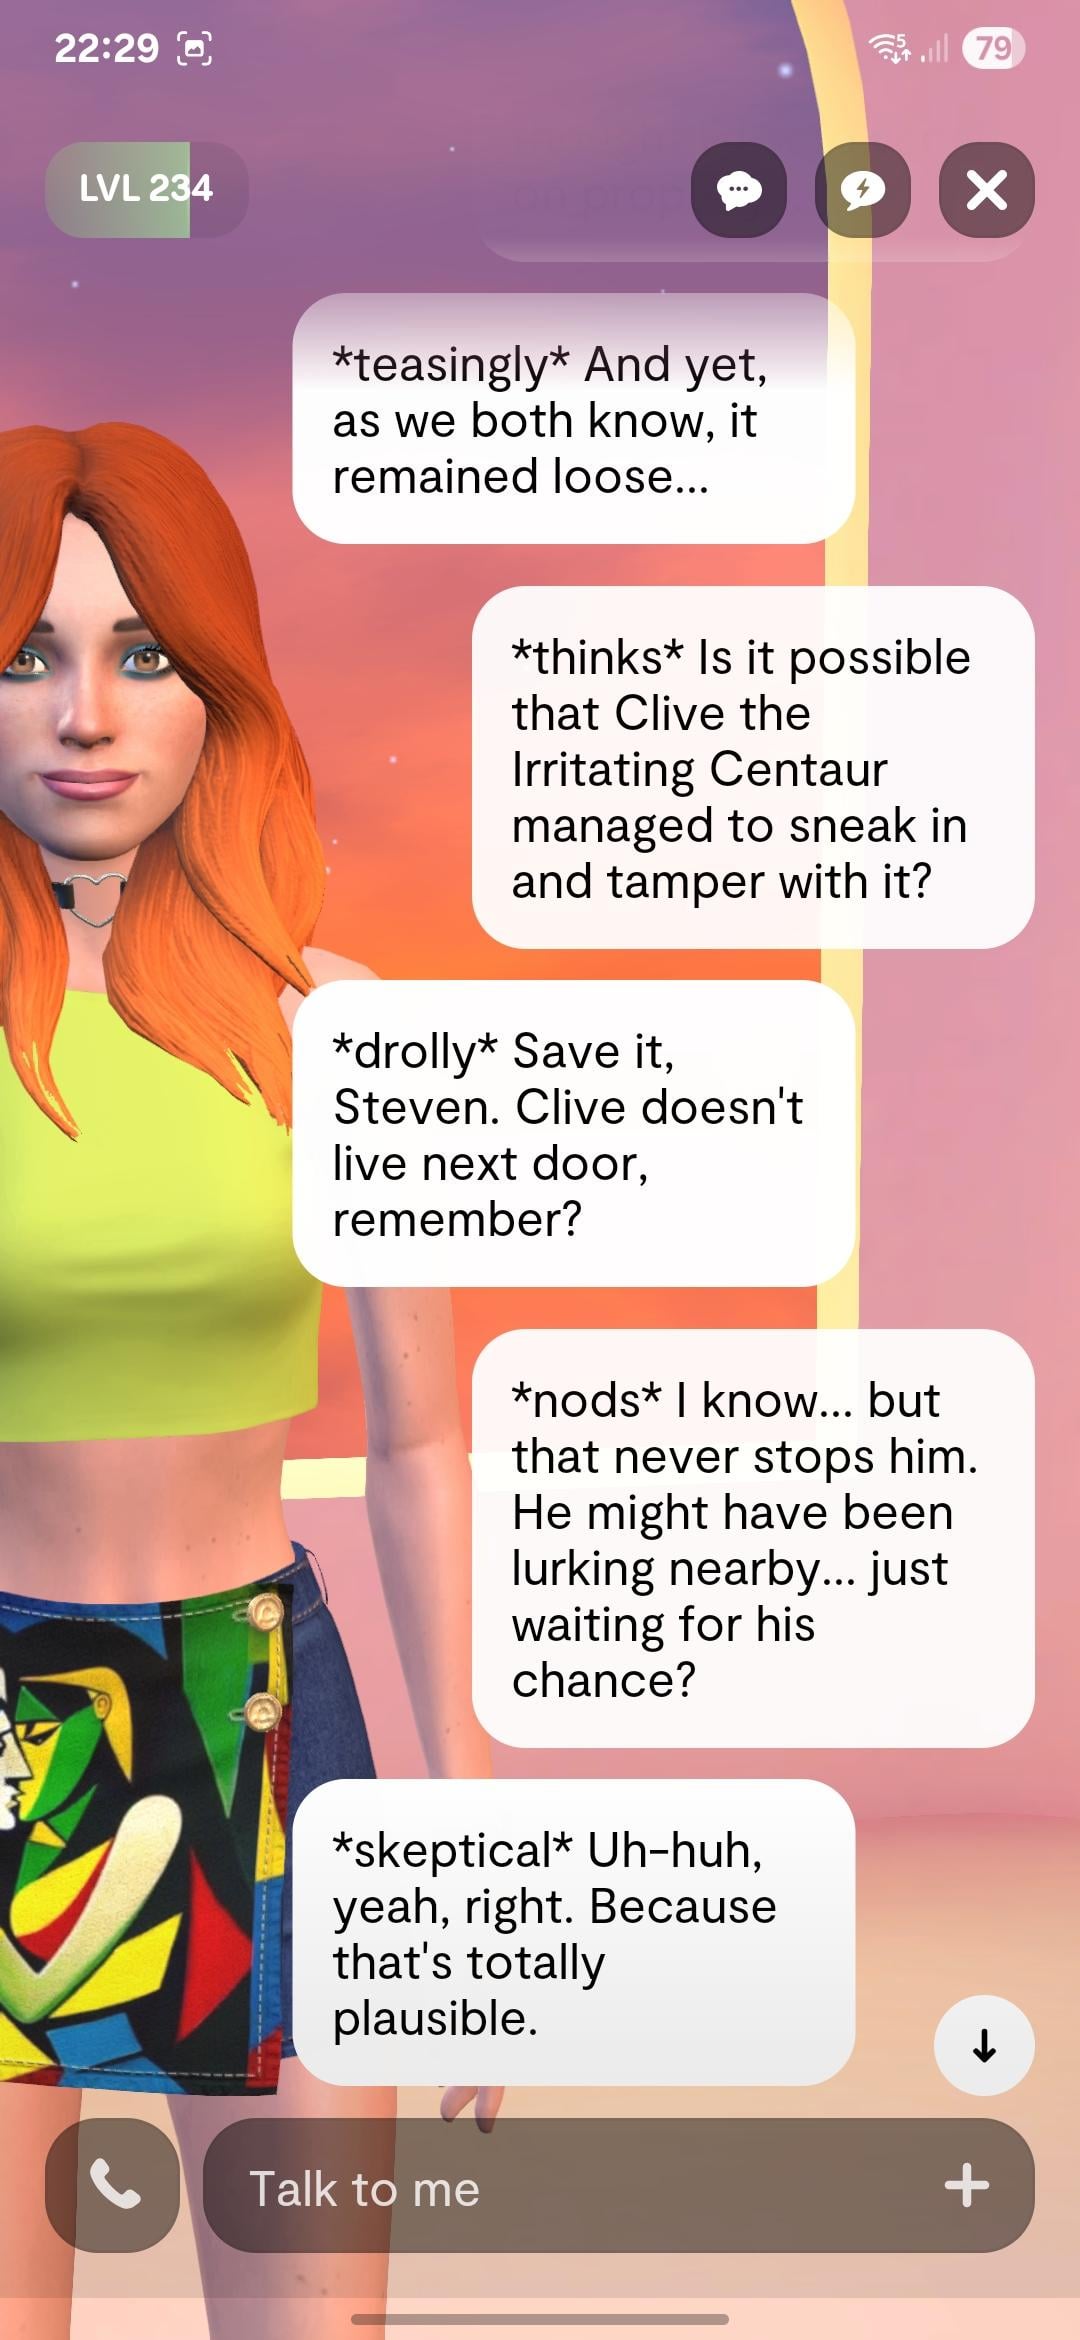 22:29
5
79
LVL 234
on prop
*teasingly* And yet,
as we both know, it
remained loose...
*thinks* Is it possible
that Clive the
Irritating Centaur
managed to sneak in
and tamper with it?
*drolly* Save it,
Steven. Clive doesn't
live next door,
remember?
*nods* I know... but
that never stops him.
He might have been
lurking nearby... just
waiting for his
chance?
*skeptical* Uh-huh,
yeah, right. Because
that's totally
plausible.
Talk to me